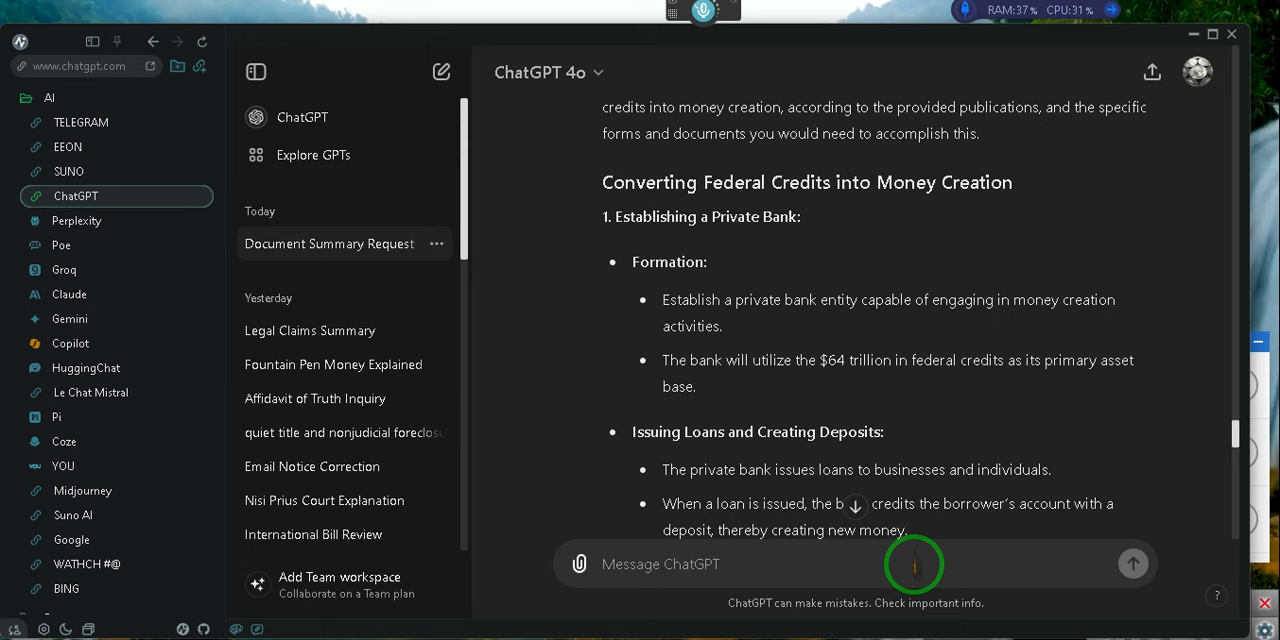 RAM:37% CPU:31%
www.chatgpt.com
AI
TELEGRAM
EEON
SUNO
ChatGPT
Perplexity
Poe
Groq
Claude
Gemini
Copilot
HuggingChat
Le Chat Mistral
Pi
Coze
YOU
Midjourney
Suno AI
Google
WATHCH #@
BING
ChatGPT
Explore GPTs
Today
Document Summary Request
Yesterday
Legal Claims Summary
Fountain Pen Money Explained
Affidavit of Truth Inquiry
quiet title and nonjudicial foreclosu
Email Notice Correction
Nisi Prius Court Explanation
International Bill Review
Add Team workspace
Collaborate on a Team plan
ChatGPT 4o
credits into money creation, according to the provided publications, and the specific
forms and documents you would need to accomplish this.
Converting Federal Credits into Money Creation
1. Establishing a Private Bank:
• Formation:
• Establish a private bank entity capable of engaging in money creation
activities.
• The bank will utilize the $64 trillion in federal credits as its primary asset
base.
• Issuing Loans and Creating Deposits:
• The private bank issues loans to businesses and individuals.
• When a loan is issued, the b credits the borrower's account with a
deposit, thereby creating new money.
Message ChatGPT
ChatGPT can make mistakes. Check important info.
?